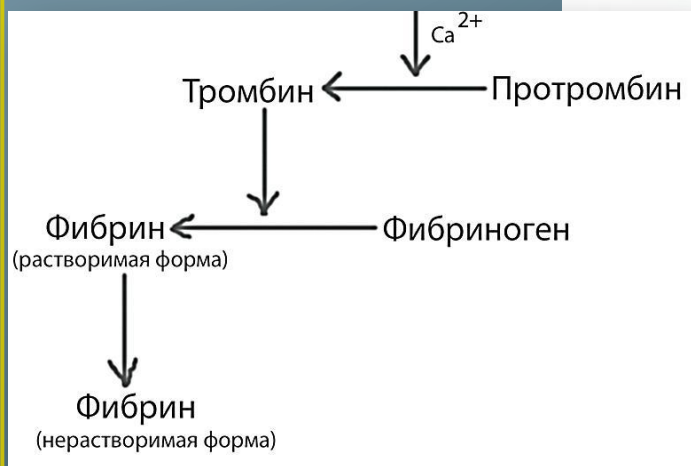 Ca2+
Тромбин Протромбин
Фибрин Фибриноген
(растворимая форма)
Фибрин
(нерастворимая форма)